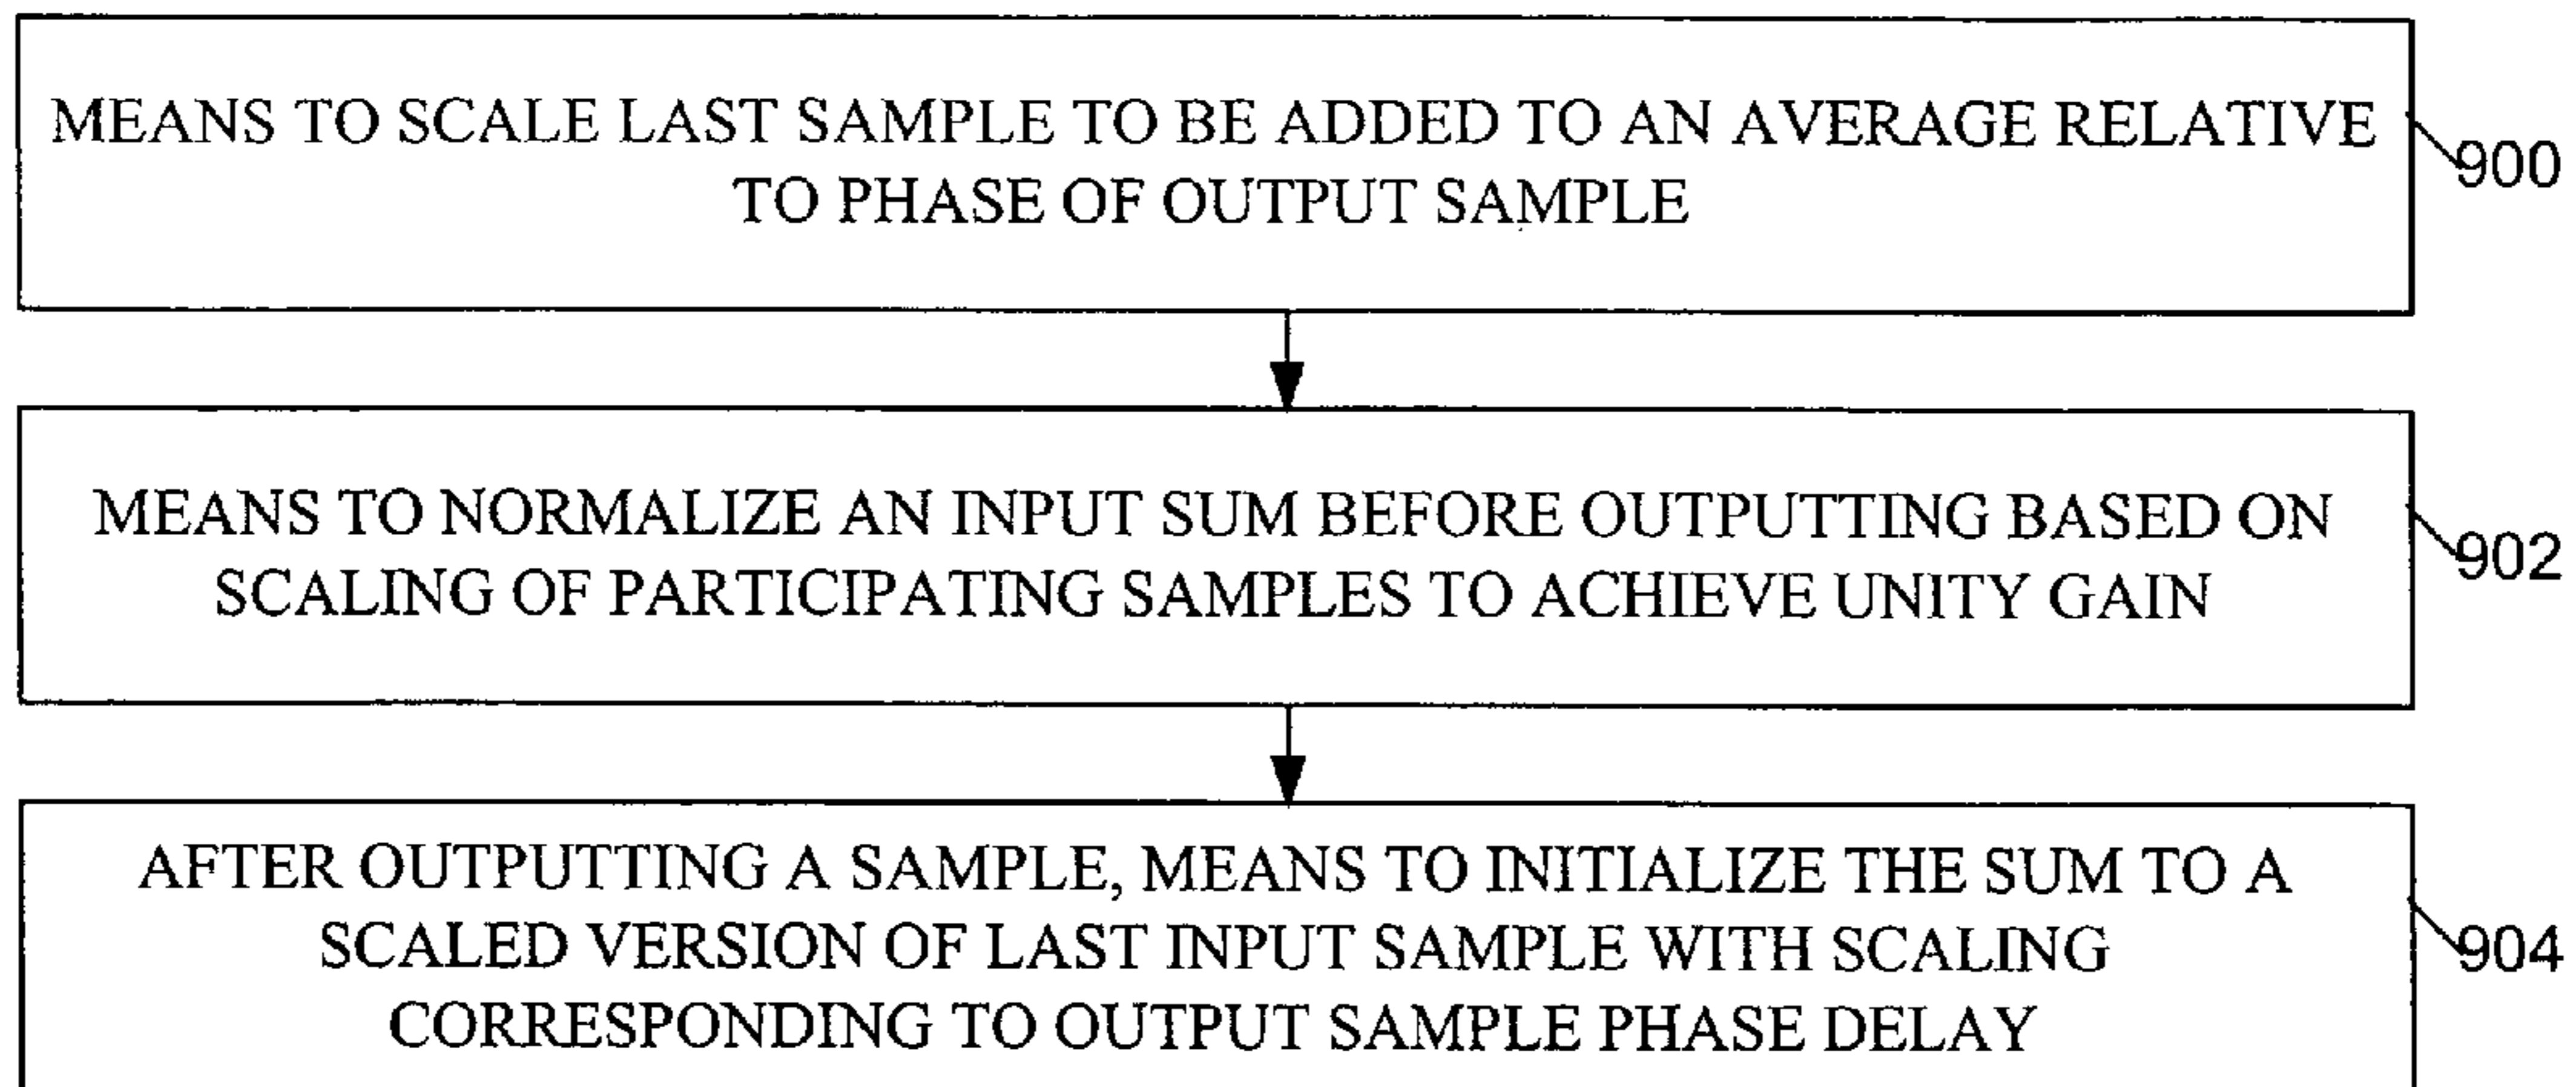 MEANS TO SCALE LAST SAMPLE TO BE ADDED TO AN AVERAGE RELATIVE
TO PHASE OF OUTPUT SAMPLE
900
MEANS TO NORMALIZE AN INPUT SUM BEFORE OUTPUTTING BASED ON
SCALING OF PARTICIPATING SAMPLES TO ACHIEVE UNITY GAIN
902
AFTER OUTPUTTING A SAMPLE, MEANS TO INITIALIZE THE SUM TO A
SCALED VERSION OF LAST INPUT SAMPLE WITH SCALING
CORRESPONDING TO OUTPUT SAMPLE PHASE DELAY
904